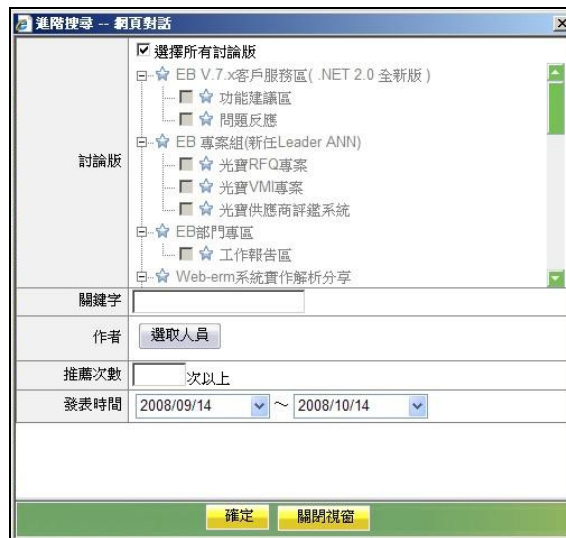 進階搜尋 -- 網頁對話
選擇所有討論版
EB V.7.x客戶服務區( .NET 2.0 全新版 )
功能建議區
問題反應
EB 專案組(新任Leader ANN)
討論版
光寶RFQ專案
光寶VMI專案
光寶供應商評鑑系統
EB部門專區
工作報告區
Web-erm系統實作解析分享
關鍵字
作者 選取人員
推薦次數 次以上
發表時間 2008/09/14 ～ 2008/10/14
確定 關閉視窗